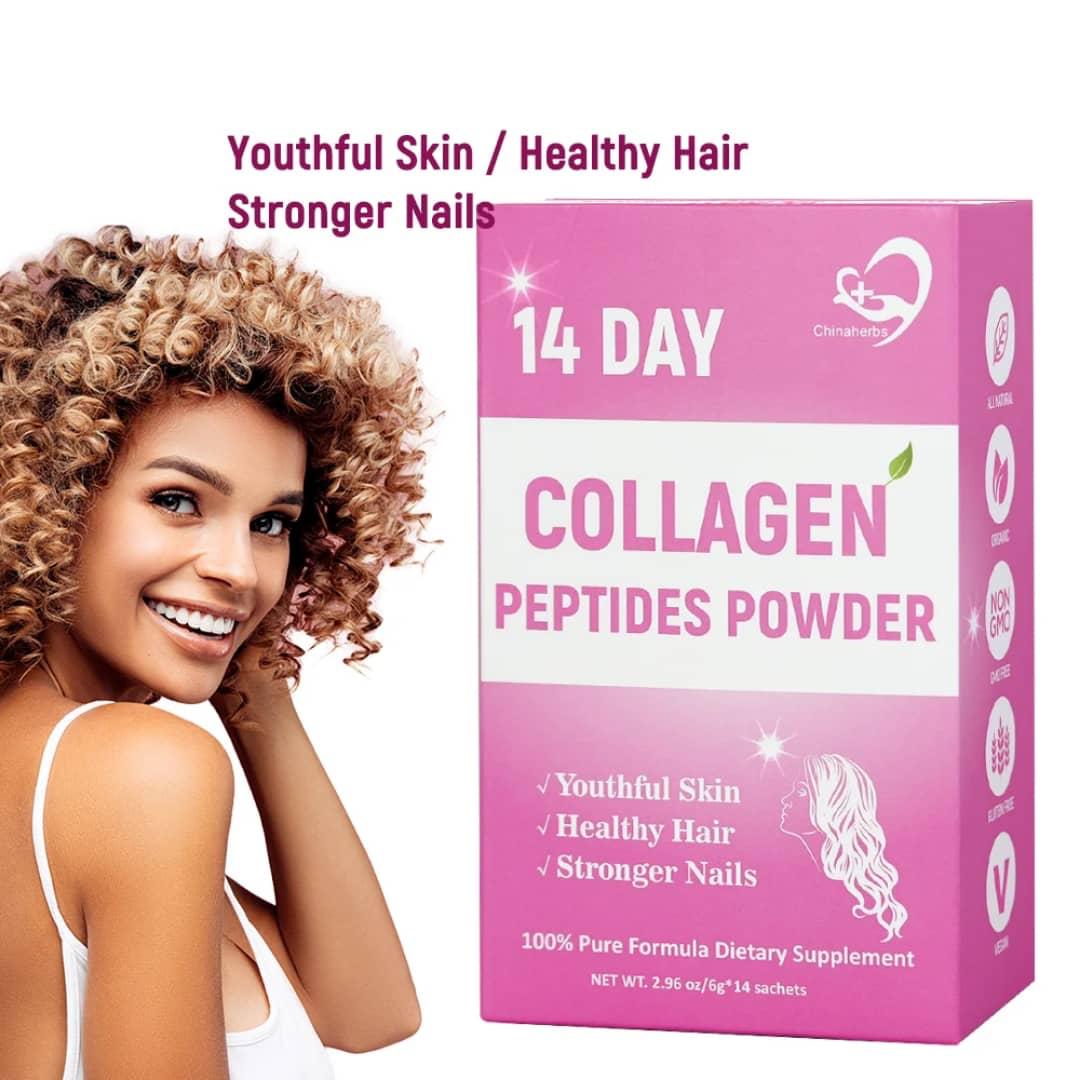 Youthful Skin / Healthy Hair
Stronger Nails
14 DAY
Chinaherbs
COLLAGEN
PEPTIDES POWDER
√ Youthful Skin
√ Healthy Hair
√ Stronger Nails
100% Pure Formula Dietary Supplement
NET WT. 2.96 oz/6g*14 sachets
ALL NATURAL
ORGANIC
NON
GMO
GMO FREE
GLUTEN FREE
V
VEGAN